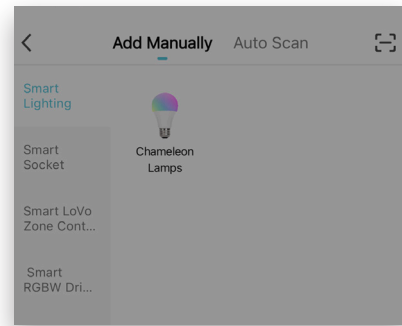 Add Manually Auto Scan
Smart
Lighting
Chameleon
Lamps
Smart
Socket
Smart LoVo
Zone Cont...
Smart
RGBW Dri...